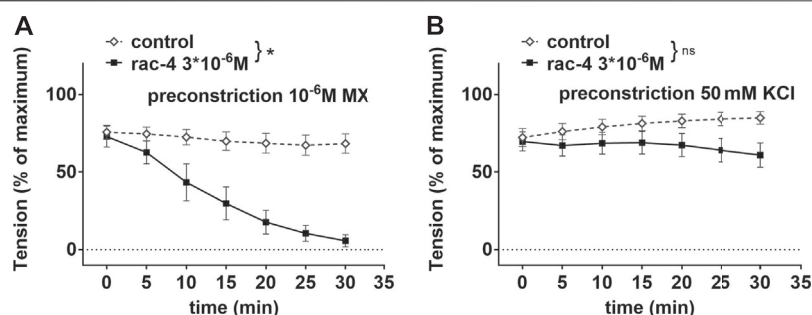 A
control
rac-4 3*10-6M
} *
preconstriction 10-6M MX
Tension (% of maximum)
100
50
0
0 5 10 15 20 25 30 35
time (min)
B
control
rac-4 3*10-6M
} ns
preconstriction 50 mM KCl
Tension (% of maximum)
100
50
0
0 5 10 15 20 25 30 35
time (min)